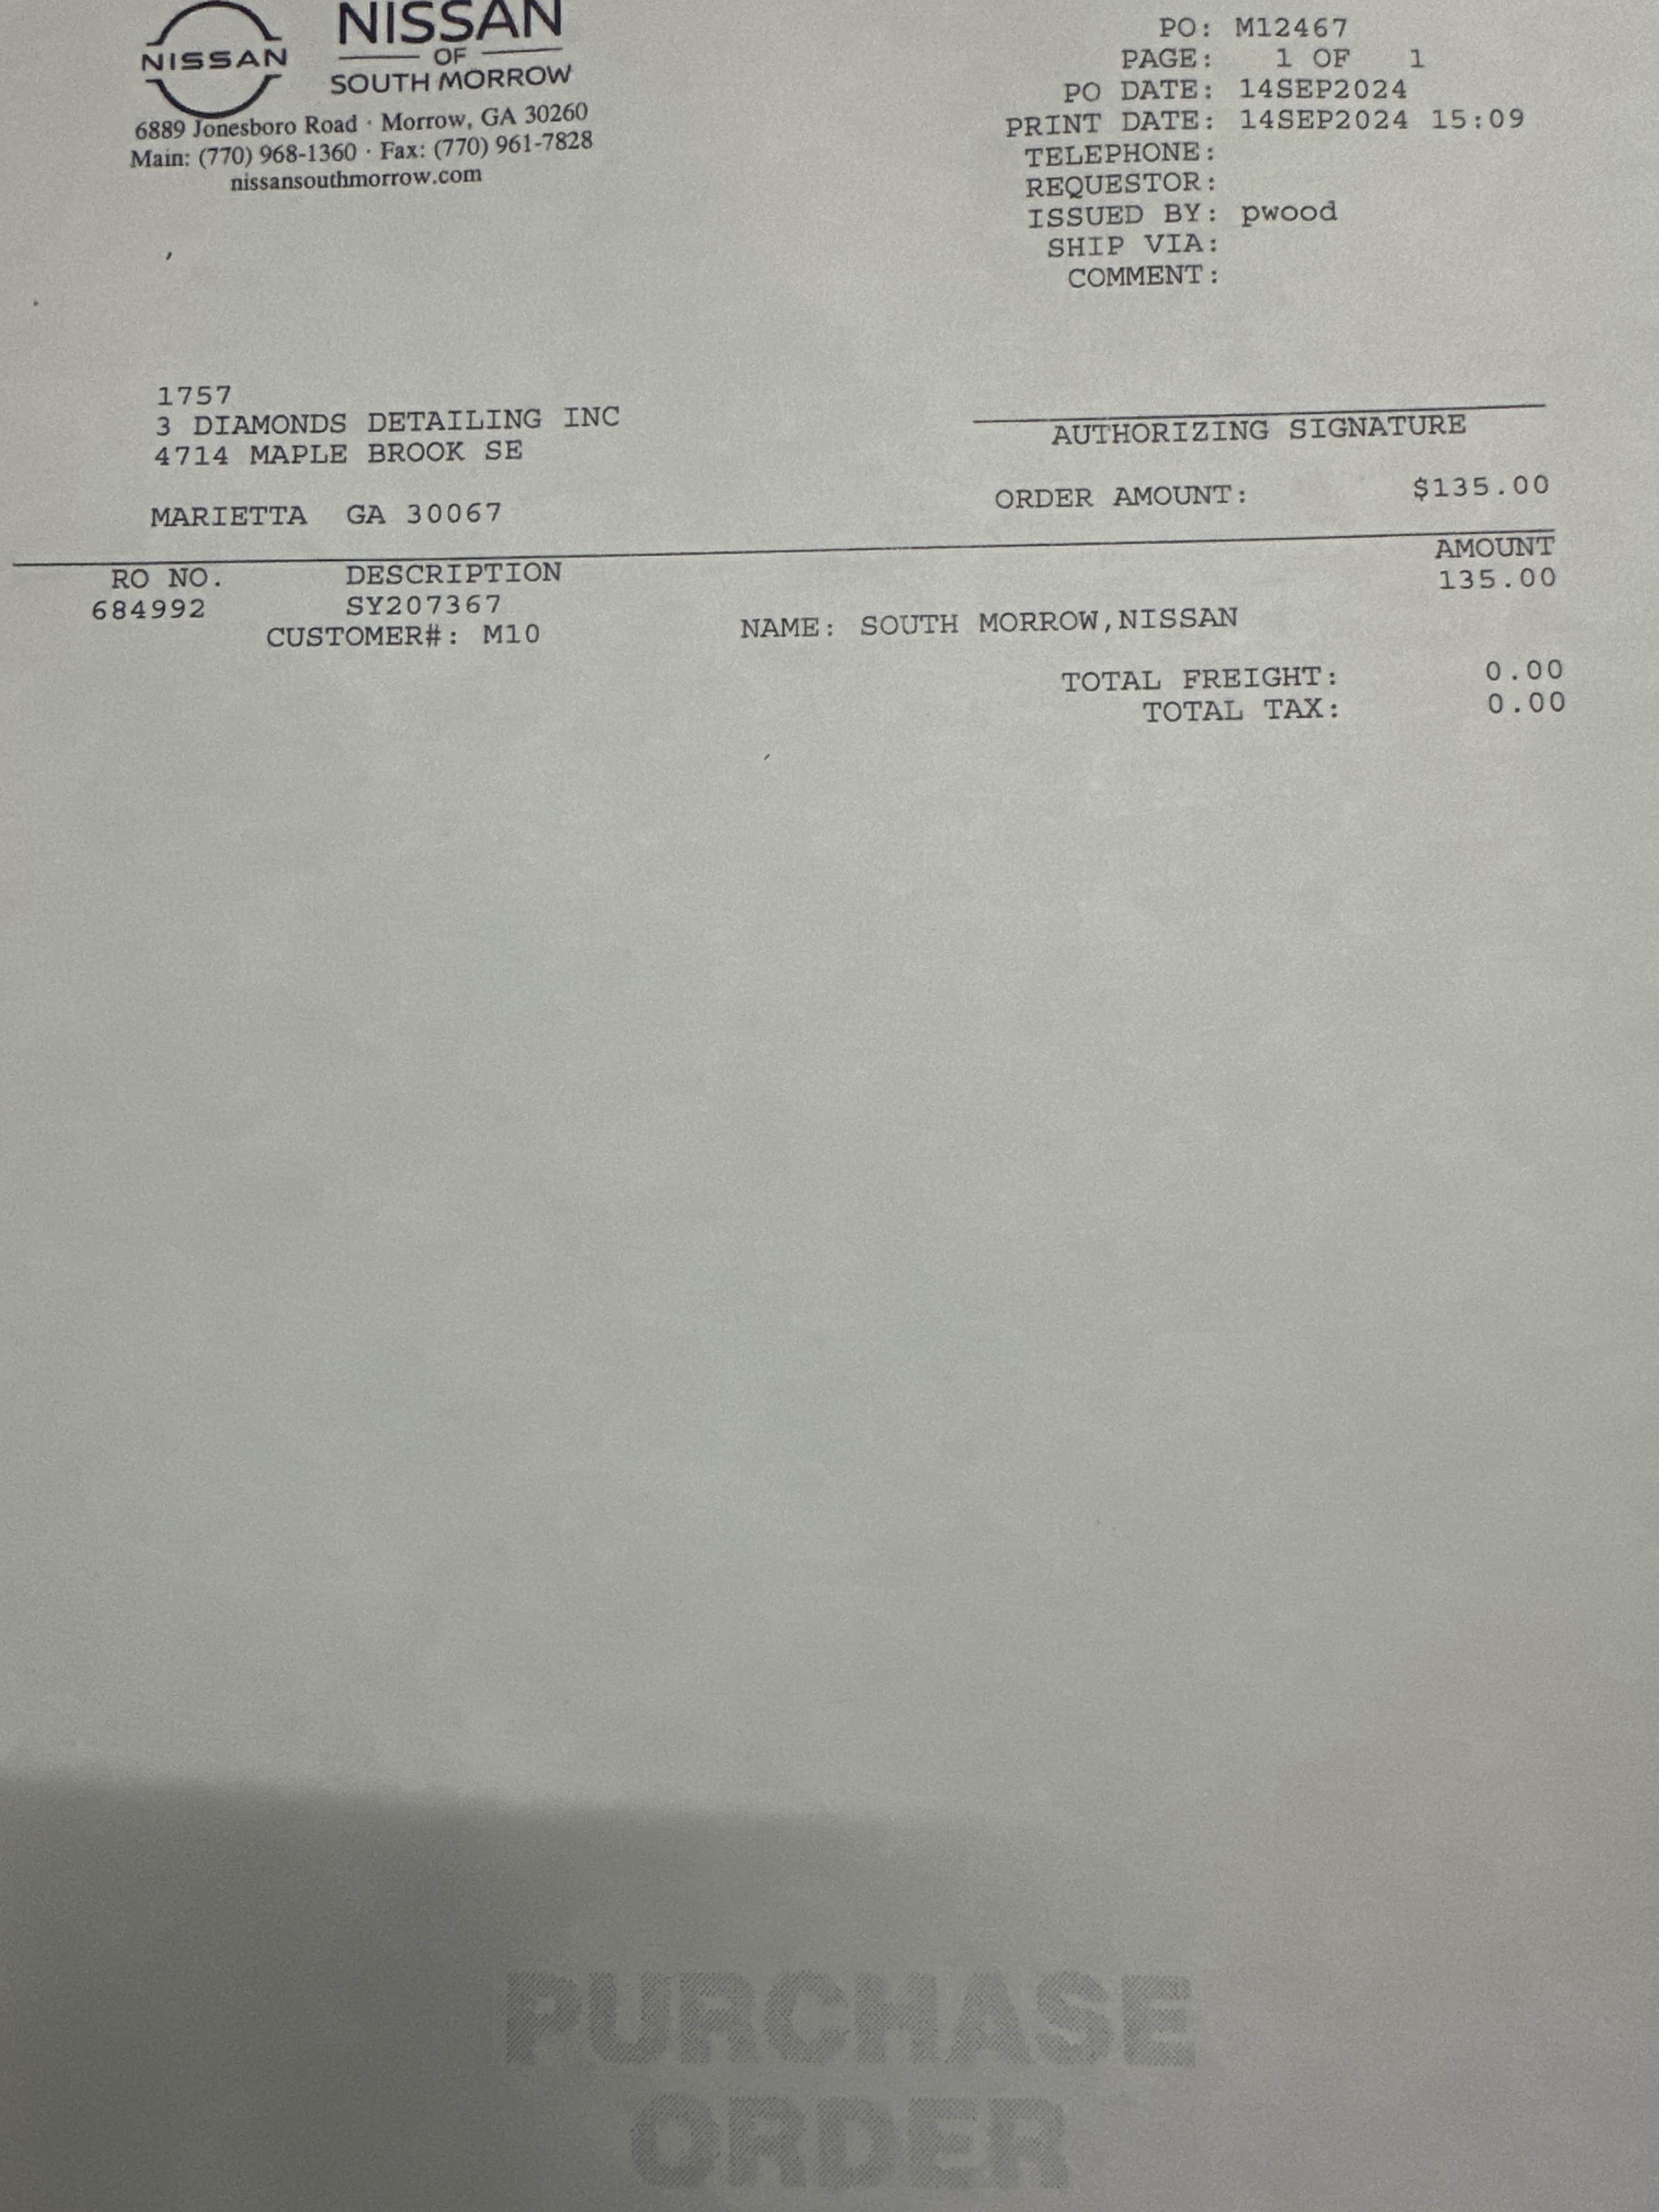 NISSAN
NISSAN
OF
SOUTH MORROW
6889 Jonesboro Road · Morrow, GA 30260
Main: (770) 968-1360 · Fax: (770) 961-7828
nissansouthmorrow.com
PO: M12467
PAGE: 1 OF 1
PO DATE: 14SEP2024
PRINT DATE: 14SEP2024 15:09
TELEPHONE:
REQUESTOR:
ISSUED BY: pwood
SHIP VIA:
COMMENT:
1757
3 DIAMONDS DETAILING INC
4714 MAPLE BROOK SE
MARIETTA GA 30067
AUTHORIZING SIGNATURE
ORDER AMOUNT: $135.00
RO NO. DESCRIPTION AMOUNT
684992 SY207367 135.00
CUSTOMER#: M10 NAME: SOUTH MORROW,NISSAN
TOTAL FREIGHT: 0.00
TOTAL TAX: 0.00
PURCHASE
ORDER